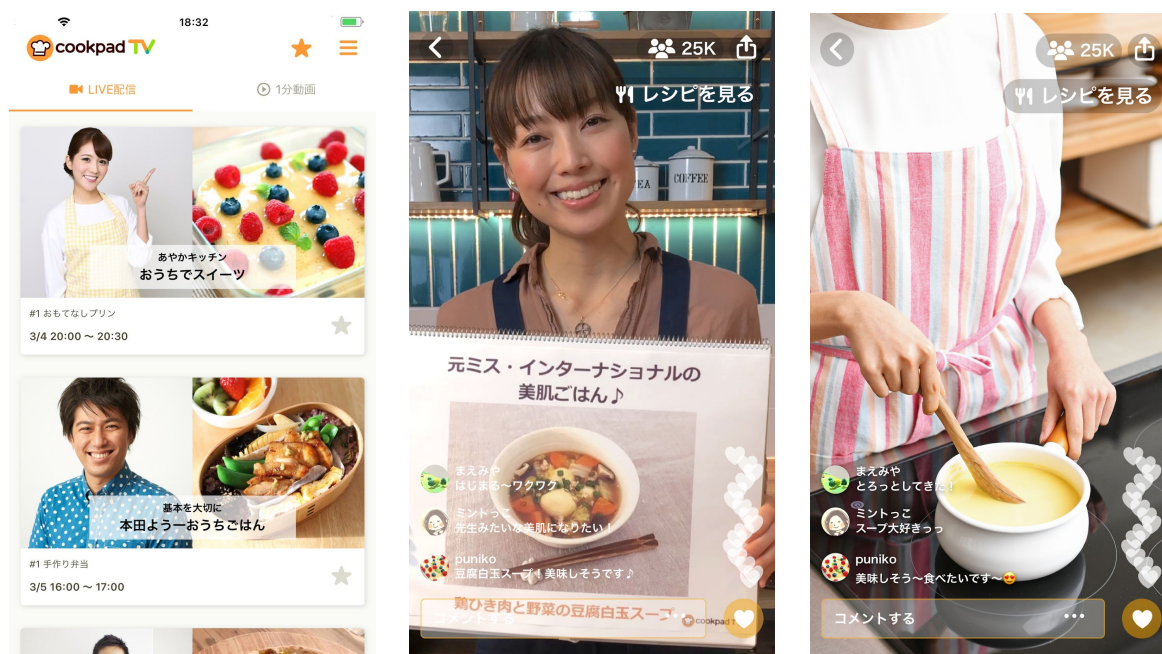 18:32
cookpad TV
LIVE配信
1分動画
あやかキッチン
おうちでスイーツ
#1 おもてなしプリン
3/4 20:00 〜 20:30
基本を大切に
本田よう一おうちごはん
#1 手作り弁当
3/5 16:00 〜 17:00
25K
レシピを見る
TEA
COFFEE
元ミス・インターナショナルの
美肌ごはん♪
まえみや
はじまる〜ワクワク
ミントっこ
先生みたいな美肌になりたい！
puniko
豆腐白玉スープ！美味しそうです♪
鶏ひき肉と野菜の豆腐白玉スープ
コメントする
cookpad
25K
レシピを見る
まえみや
とろっとしてきた！
ミントっこ
スープ大好きっっ
puniko
美味しそう〜食べたいです〜😍
コメントする